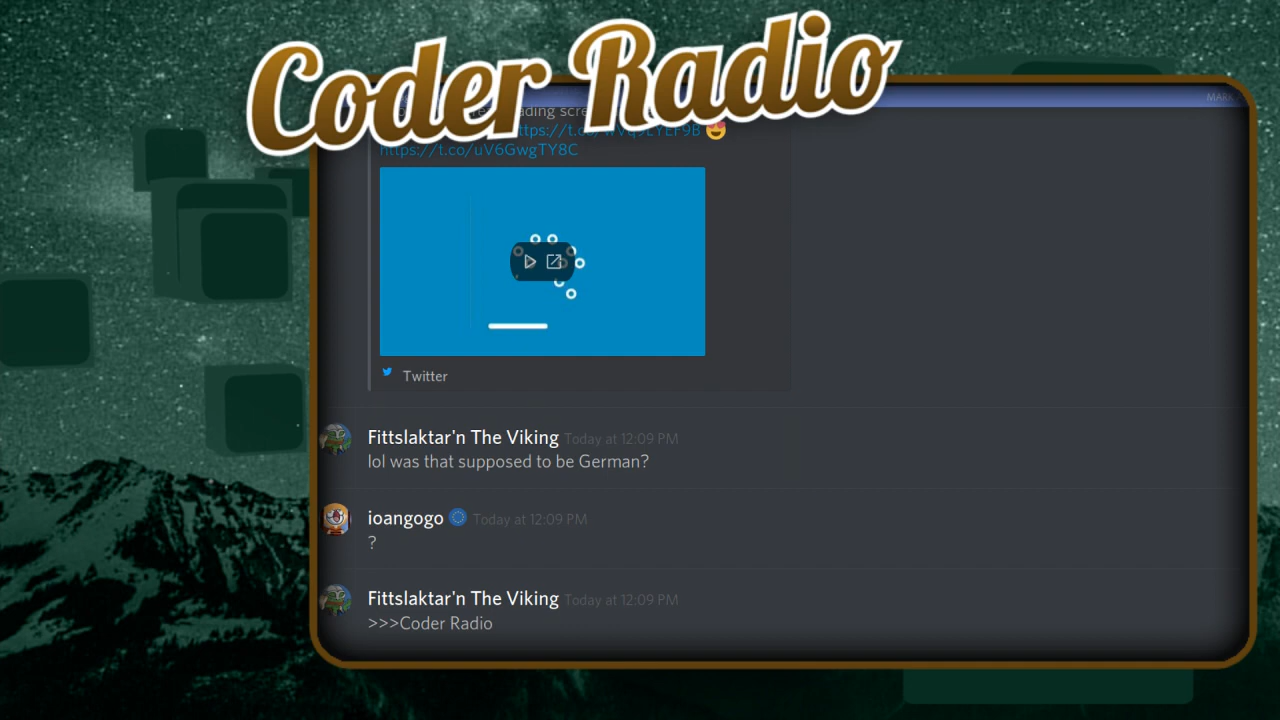 Coder Radio
MARK
https://t.co/uV6GwgTY8C
Twitter
Fittslaktar'n The Viking Today at 12:09 PM
lol was that supposed to be German?
ioangogo Today at 12:09 PM
?
Fittslaktar'n The Viking Today at 12:09 PM
>>>Coder Radio